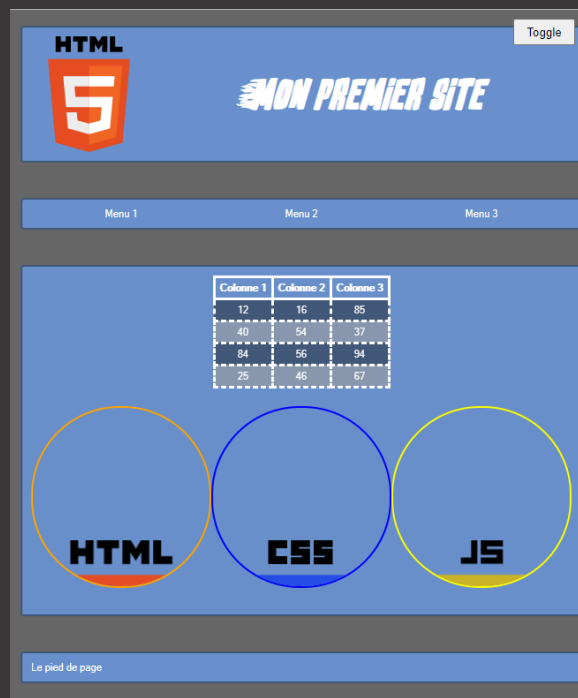 Toggle
HTML
5
MON PREMiER SiTE
Menu 1 Menu 2 Menu 3
Colonne 1 Colonne 2 Colonne 3
12 16 85
40 54 37
84 56 94
25 46 67
HTML CSS JS
Le pied de page